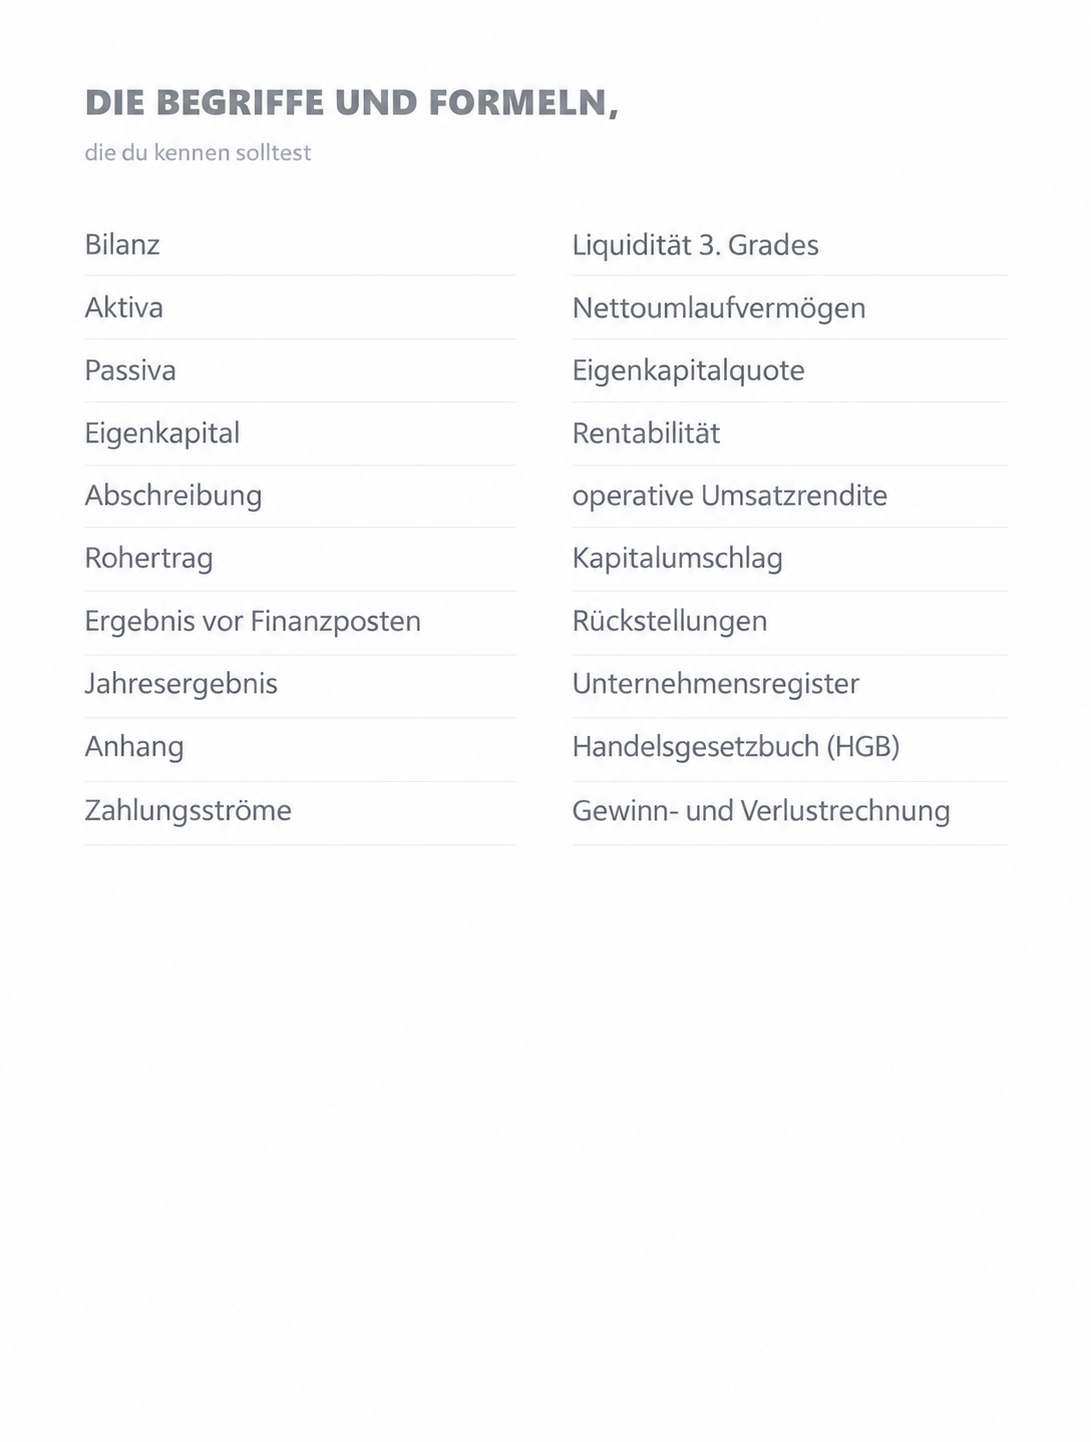 DIE BEGRIFFE UND FORMELN,
die du kennen solltest
Bilanz
Aktiva
Passiva
Eigenkapital
Abschreibung
Rohertrag
Ergebnis vor Finanzposten
Jahresergebnis
Anhang
Zahlungsströme
Liquidität 3. Grades
Nettoumlaufvermögen
Eigenkapitalquote
Rentabilität
operative Umsatzrendite
Kapitalumschlag
Rückstellungen
Unternehmensregister
Handelsgesetzbuch (HGB)
Gewinn- und Verlustrechnung